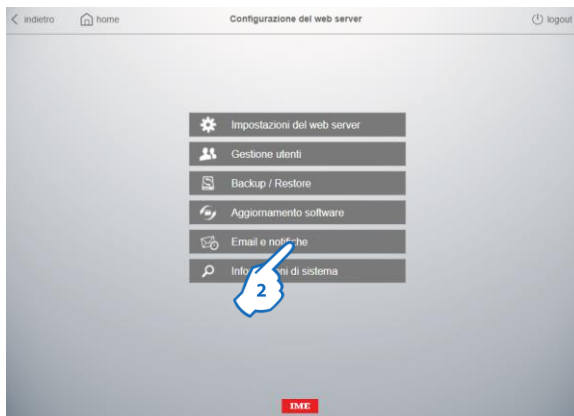 indietro home Configurazione del web server logout
Impostazioni del web server
Gestione utenti
Backup / Restore
Aggiornamento software
Email e notifiche
di sistema
2
IME